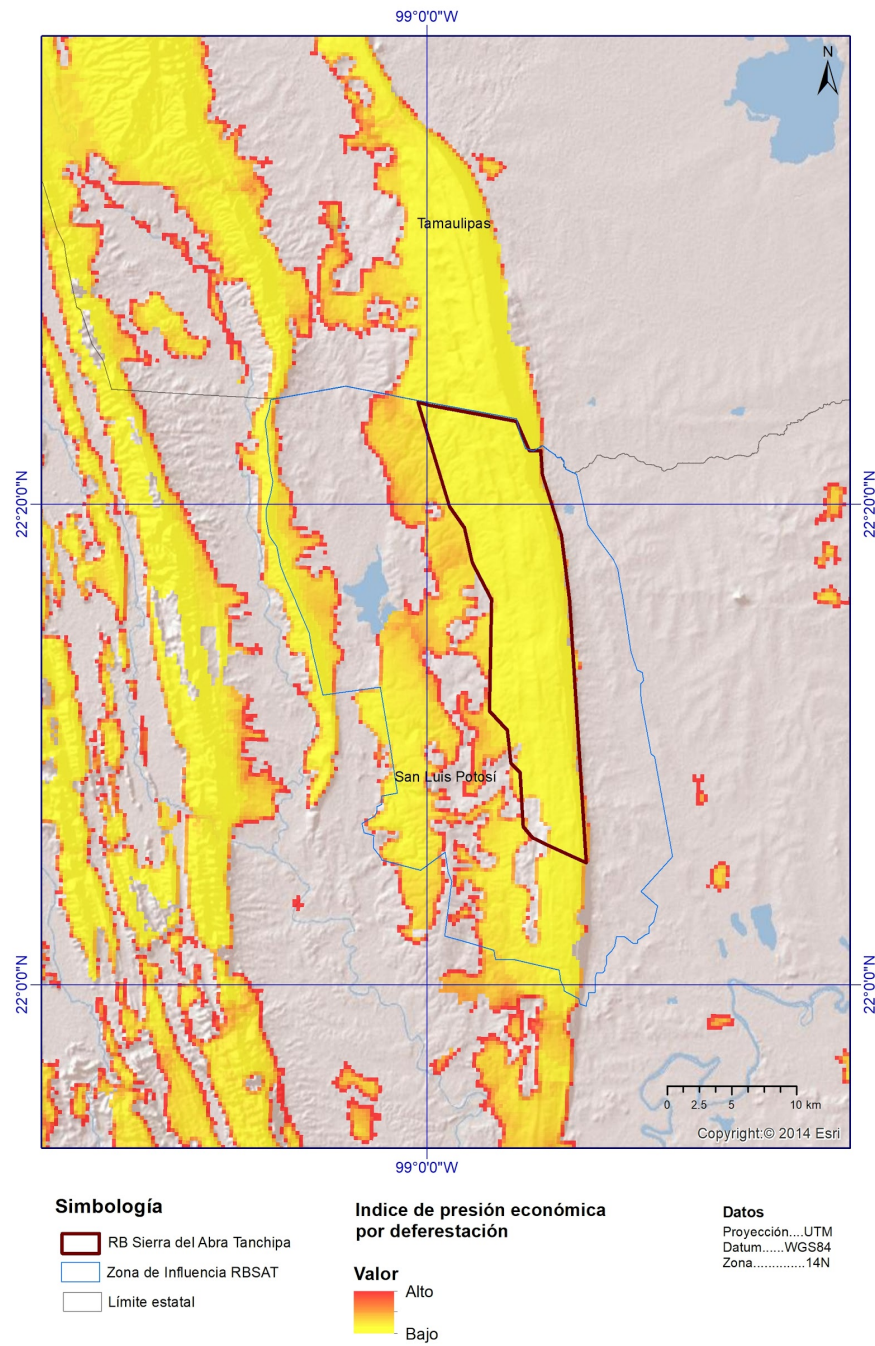 99°0'0"W
N
Tamaulipas
22°20'0"N
22°20'0"N
San Luis Potosí
22°0'0"N
22°0'0"N
0 2.5 5 10 km
Copyright:© 2014 Esri
99°0'0"W
Simbología
RB Sierra del Abra Tanchipa
Zona de Influencia RBSAT
Límite estatal
Indice de presión económica
por deferestación
Valor
Alto
Bajo
Datos
Proyección....UTM
Datum......WGS84
Zona.............14N